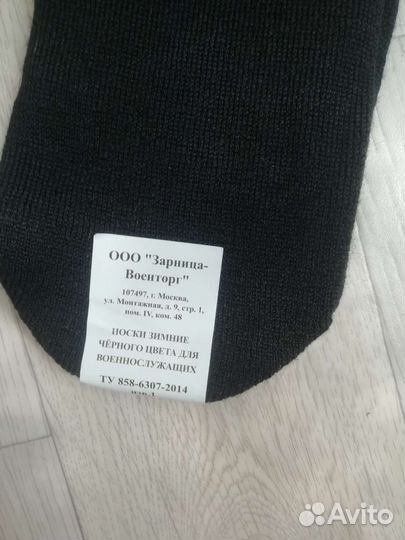 ООО "Зарница-
Военторг"
107497, г. Москва,
ул. Монтажная, д. 9, стр. 1,
пом. IV, ком. 48
НОСКИ ЗИМНИЕ
ЧЁРНОГО ЦВЕТА ДЛЯ
ВОЕННОСЛУЖАЩИХ
ТУ 858-6307-2014
Avito